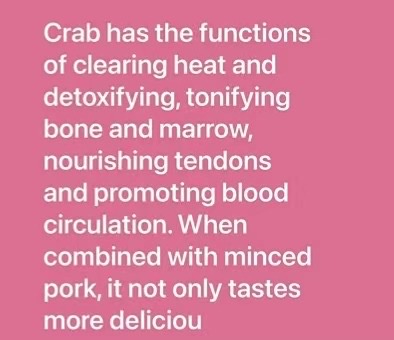 Crab has the functions
of clearing heat and
detoxifying, tonifying
bone and marrow,
nourishing tendons
and promoting blood
circulation. When
combined with minced
pork, it not only tastes
more deliciou